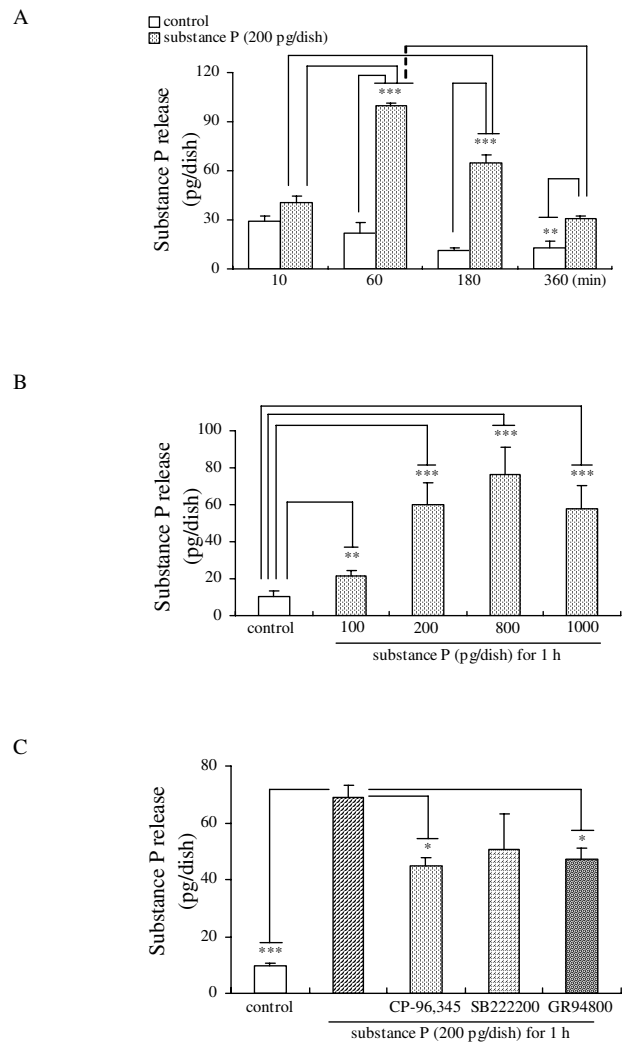 A
control
substance P (200 pg/dish)
Substance P release
(pg/dish)
120
90
60
30
0
***
***
**
10 60 180 360 (min)
B
Substance P release
(pg/dish)
100
80
60
40
20
0
**
***
***
***
control 100 200 800 1000
substance P (pg/dish) for 1 h
C
Substance P release
(pg/dish)
80
60
40
20
0
***
*
*
control CP-96,345 SB222200 GR94800
substance P (200 pg/dish) for 1 h